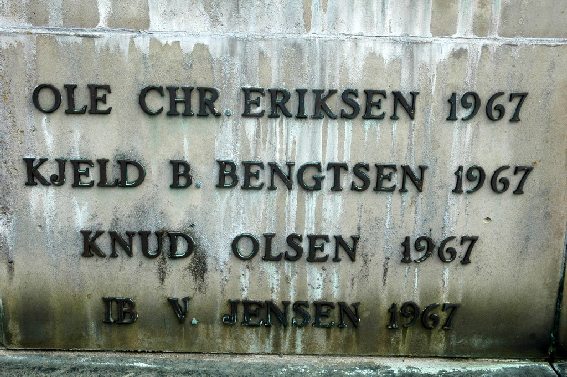 OLE CHR. ERIKSEN 1967
KJELD B. BENGTSEN 1967
KNUD OLSEN 1967
IB V. JENSEN 1967